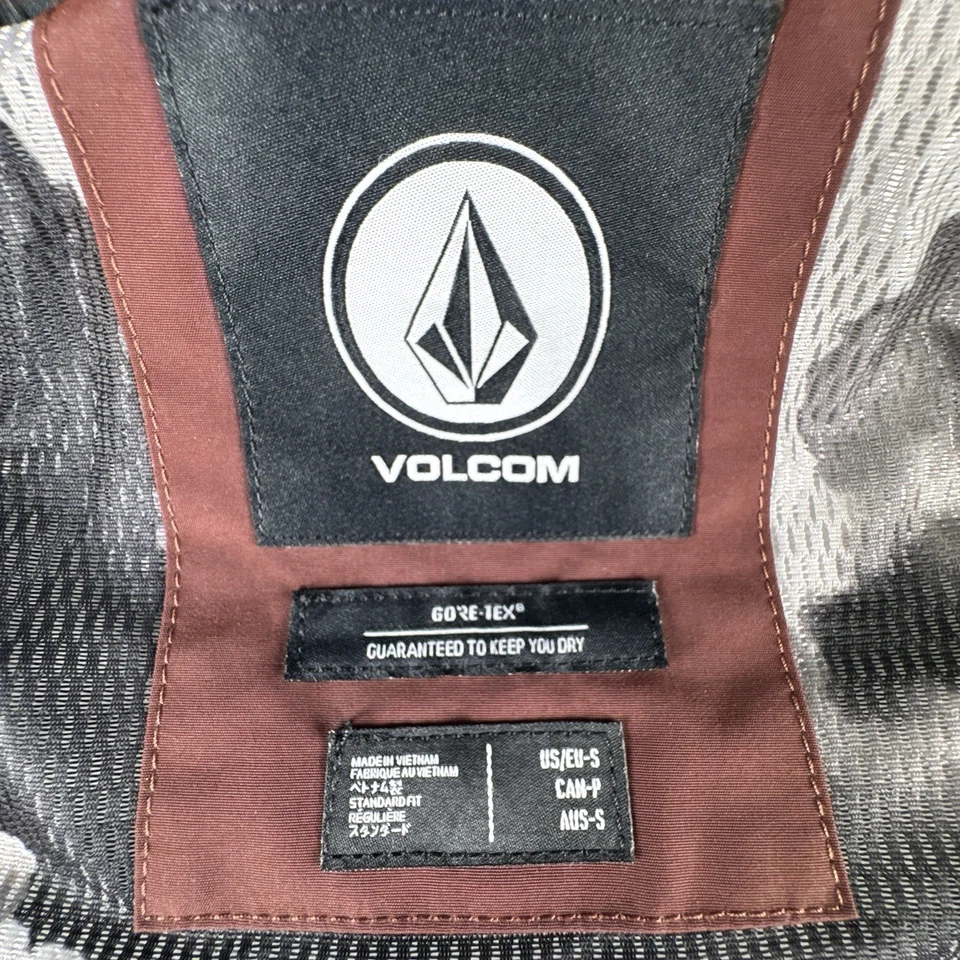 VOLCOM
GORE-TEX®
GUARANTEED TO KEEP YOU DRY
MADE IN VIETNAM
FABRIQUE AU VIETNAM
ベトナム製
STANDARD FIT
RÉGULIÈRE
スタンダード
US/EU-S
CAN-P
AUS-S